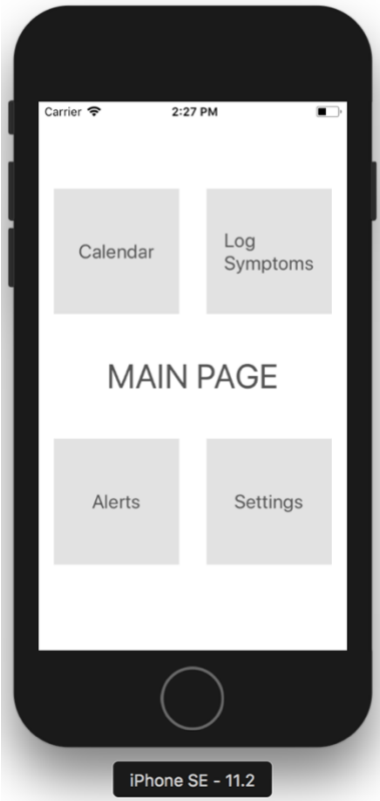 Carrier 2:27 PM
Calendar
Log
Symptoms
MAIN PAGE
Alerts
Settings
iPhone SE - 11.2